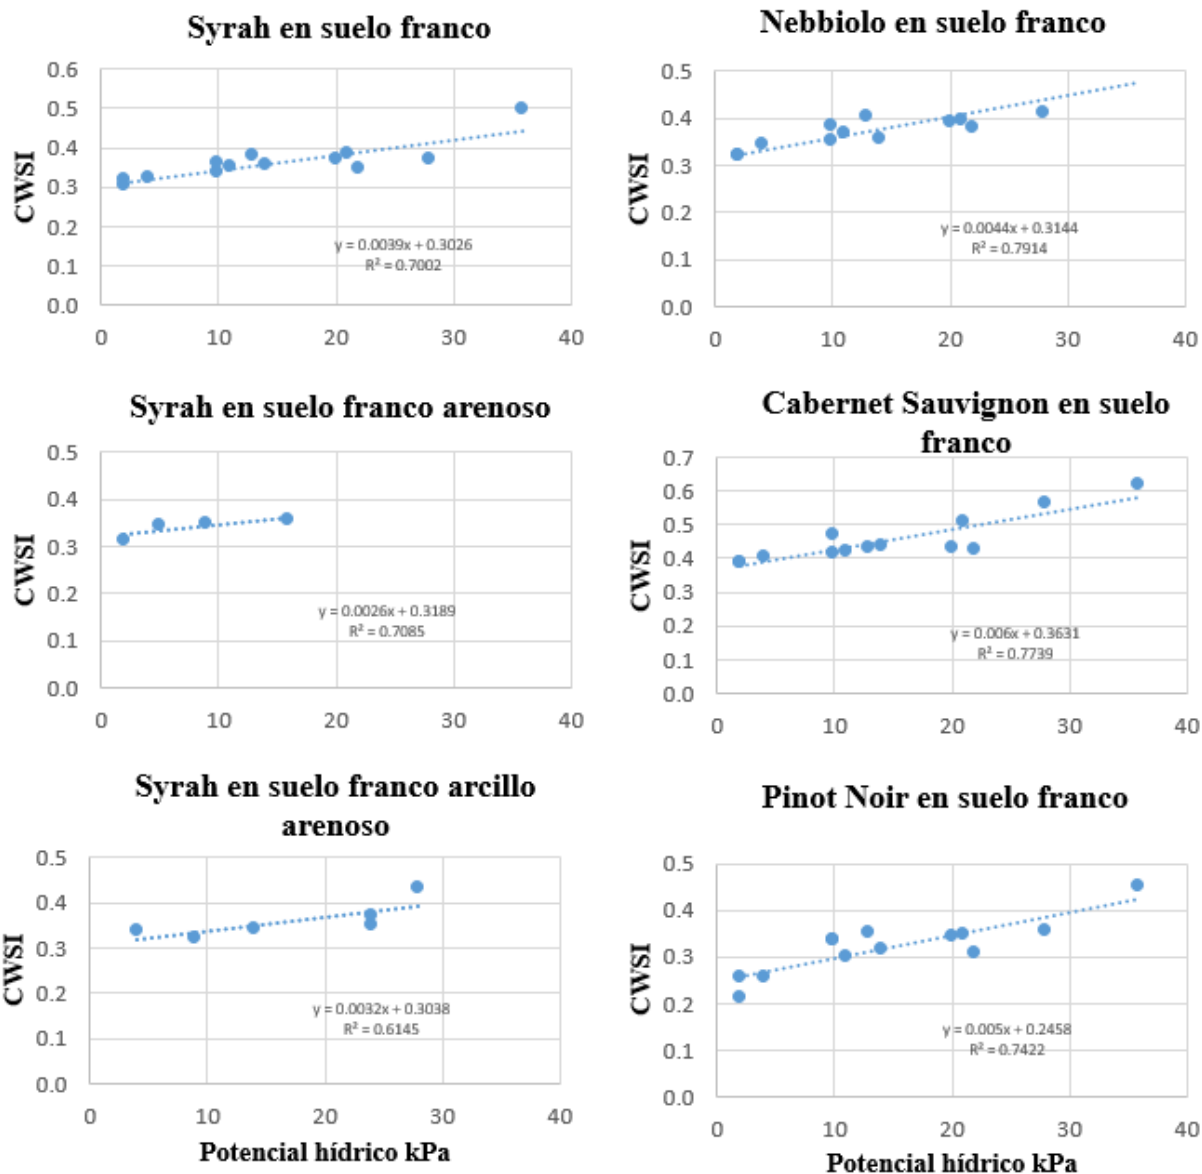 Syrah en suelo franco
0.6
0.5
0.4
0.3
0.2
0.1
0.0
CWSI
y = 0.0039x + 0.3026
R² = 0.7002
0 10 20 30 40
Nebbiolo en suelo franco
0.5
0.4
0.3
0.2
0.1
0.0
CWSI
y = 0.0044x + 0.3144
R² = 0.7914
0 10 20 30 40
Syrah en suelo franco arenoso
0.5
0.4
0.3
0.2
0.1
0.0
CWSI
y = 0.0026x + 0.3189
R² = 0.7085
0 10 20 30 40
Cabernet Sauvignon en suelo
franco
0.7
0.6
0.5
0.4
0.3
0.2
0.1
0.0
CWSI
y = 0.006x + 0.3631
R² = 0.7739
0 10 20 30 40
Syrah en suelo franco arcillo
arenoso
0.5
0.4
0.3
0.2
0.1
0.0
CWSI
y = 0.0032x + 0.3038
R² = 0.6145
0 10 20 30 40
Potencial hídrico kPa
Pinot Noir en suelo franco
0.5
0.4
0.3
0.2
0.1
0.0
CWSI
y = 0.005x + 0.2458
R² = 0.7422
0 10 20 30 40
Potencial hídrico kPa